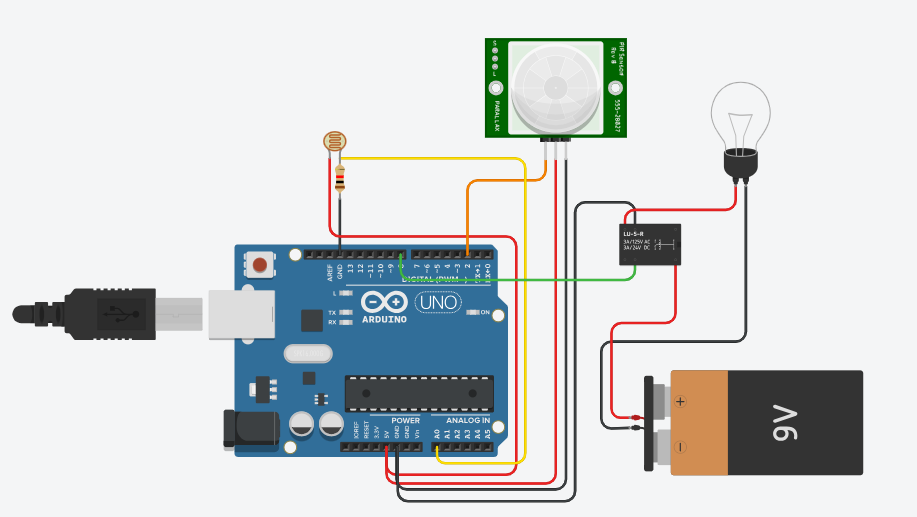 PIR Sensor
Rev B
555-28027
PARALLAX
LU-5-R
3A/125V AC
3A/24V DC
AREF
GND
13
12
~11
~10
~9
8
7
~6
~5
4
~3
2
TX→1
RX←0
DIGITAL (PWM~)
L
TX
RX
UNO
ARDUINO
ON
POWER
ANALOG IN
IOREF
RESET
3.3V
5V
GND
GND
Vin
A0
A1
A2
A3
A4
A5
+
9V
−